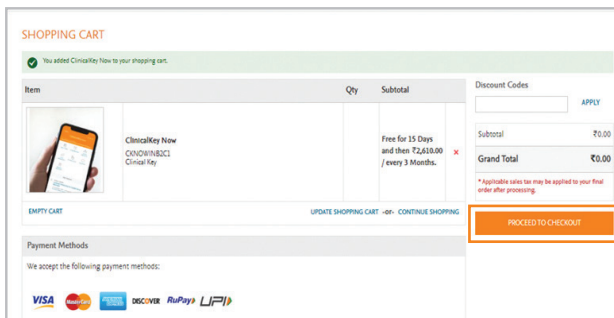 SHOPPING CART
You added ClinicalKey Now to your shopping cart.
Item Qty Subtotal
ClinicalKey Now
CKNOWINB2C1
Clinical Key
Free for 15 Days
and then ₹2,610.00
/ every 3 Months.
×
EMPTY CART
UPDATE SHOPPING CART -or- CONTINUE SHOPPING
Payment Methods
We accept the following payment methods:
VISA MasterCard DISCOVER RuPay UPI
Discount Codes
APPLY
Subtotal ₹0.00
Grand Total ₹0.00
*Applicable sales tax may be applied to your final
order after processing.
PROCEED TO CHECKOUT